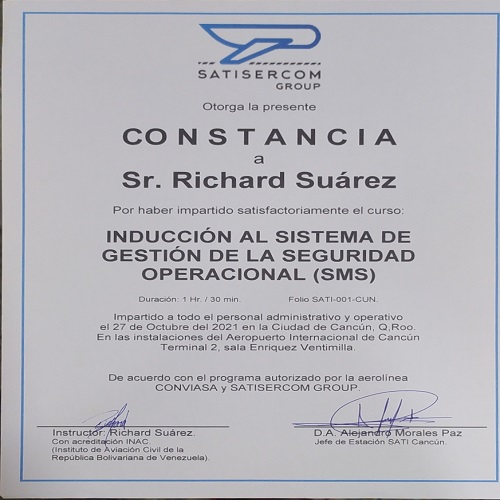 SATISERCOM
GROUP
Otorga la presente
CONSTANCIA
a
Sr. Richard Suárez
Por haber impartido satisfactoriamente el curso:
INDUCCIÓN AL SISTEMA DE
GESTIÓN DE LA SEGURIDAD
OPERACIONAL (SMS)
Duración: 1 Hr. / 30 min. Folio SATI-001-CUN.
Impartido a todo el personal administrativo y operativo
el 27 de Octubre del 2021 en la Ciudad de Cancún, Q,Roo.
En las instalaciones del Aeropuerto Internacional de Cancún
Terminal 2, sala Enriquez Ventimilla.
De acuerdo con el programa autorizado por la aerolínea
CONVIASA y SATISERCOM GROUP.
Instructor: Richard Suárez.
Con acreditación INAC.
(Instituto de Aviación Civil de la
República Bolivariana de Venezuela).
D.A. Alejandro Morales Paz
Jefe de Estación SATI Cancún.